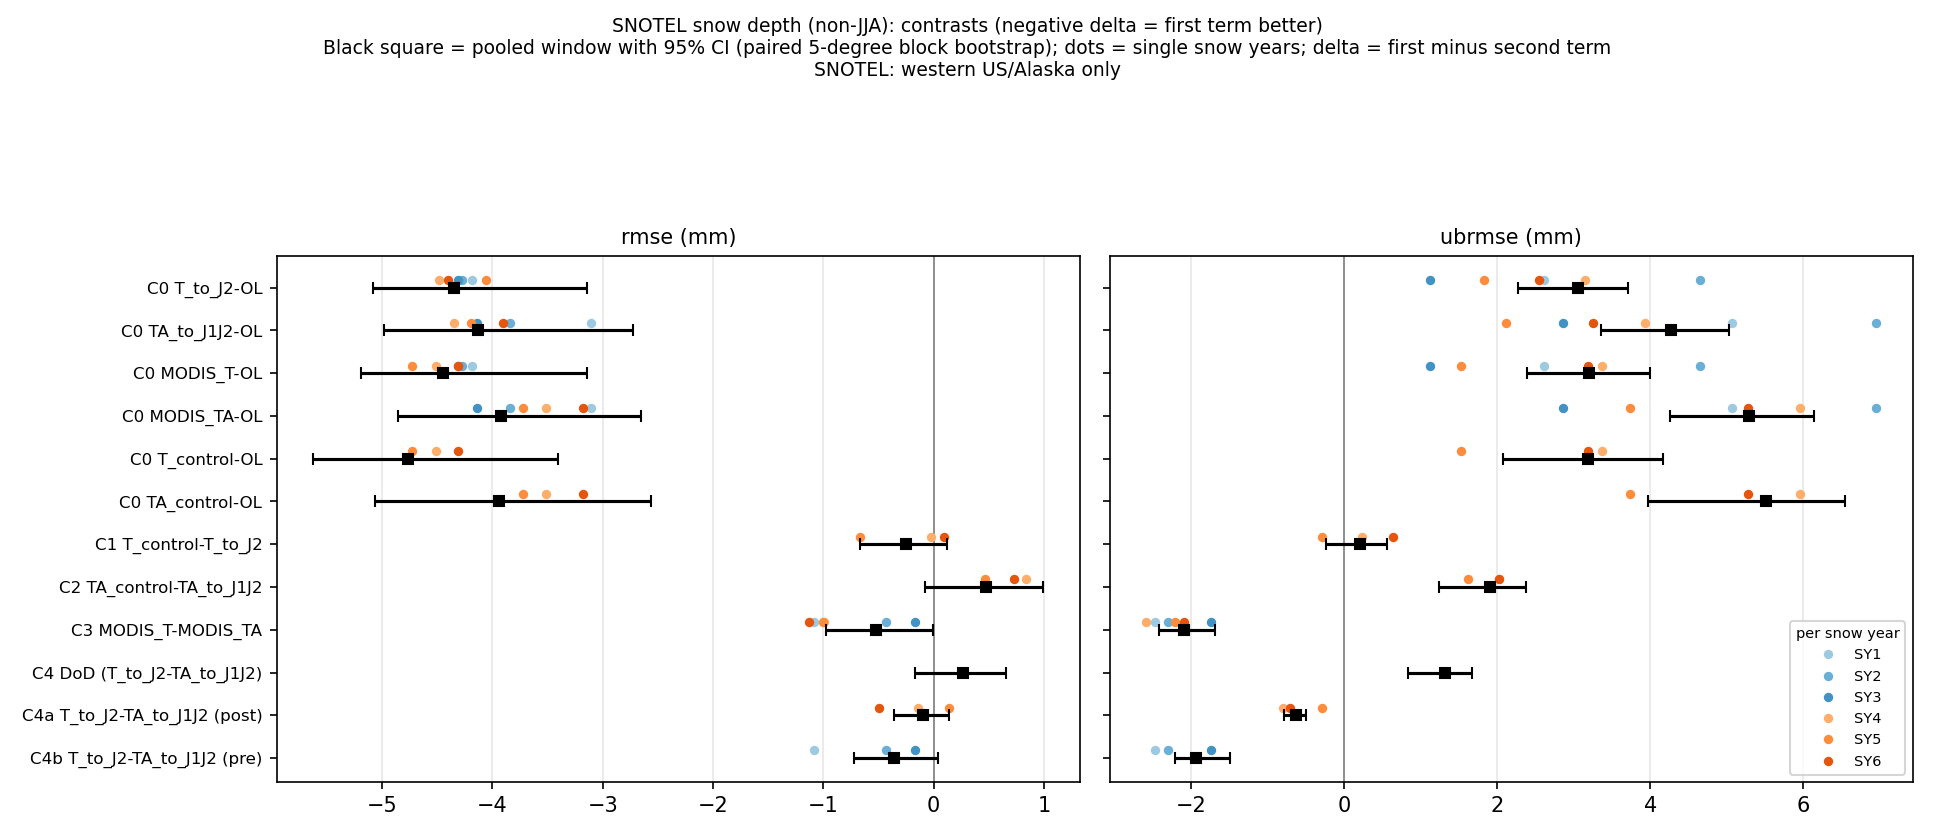 SNOTEL snow depth (non-JJA): contrasts (negative delta = first term better)
Black square = pooled window with 95% CI (paired 5-degree block bootstrap); dots = single snow years; delta = first minus second term
SNOTEL: western US/Alaska only
rmse (mm)
ubrmse (mm)
C0 T_to_J2-OL
C0 TA_to_J1J2-OL
C0 MODIS_T-OL
C0 MODIS_TA-OL
C0 T_control-OL
C0 TA_control-OL
C1 T_control-T_to_J2
C2 TA_control-TA_to_J1J2
C3 MODIS_T-MODIS_TA
C4 DoD (T_to_J2-TA_to_J1J2)
C4a T_to_J2-TA_to_J1J2 (post)
C4b T_to_J2-TA_to_J1J2 (pre)
per snow year
SY1
SY2
SY3
SY4
SY5
SY6
−5 −4 −3 −2 −1 0 1
−2 0 2 4 6